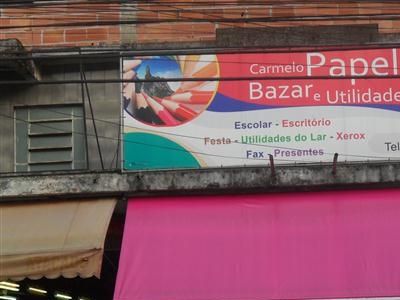 Carmelo Papel
Bazar e Utilidade
Escolar - Escritório
Festa - Utilidades do Lar - Xerox
Fax - Presentes
Tel